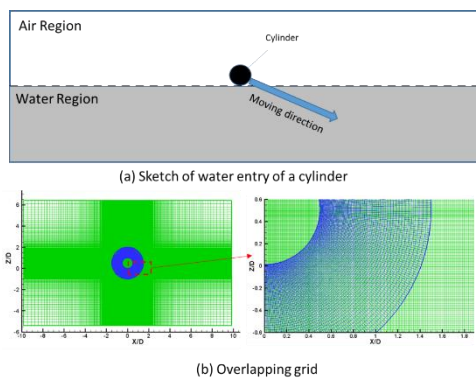 Air Region
Cylinder
Water Region
Moving direction
(a) Sketch of water entry of a cylinder
Z/D
6
4
2
0
-2
-4
-6
-10 -8 -6 -4 -2 0 2 4 6 8 10
X/D
Z/D
0.6
0.4
0.2
0
-0.2
-0.4
-0.6
0 0.2 0.4 0.6 0.8 1 1.2 1.4 1.6 1.8
X/D
(b) Overlapping grid